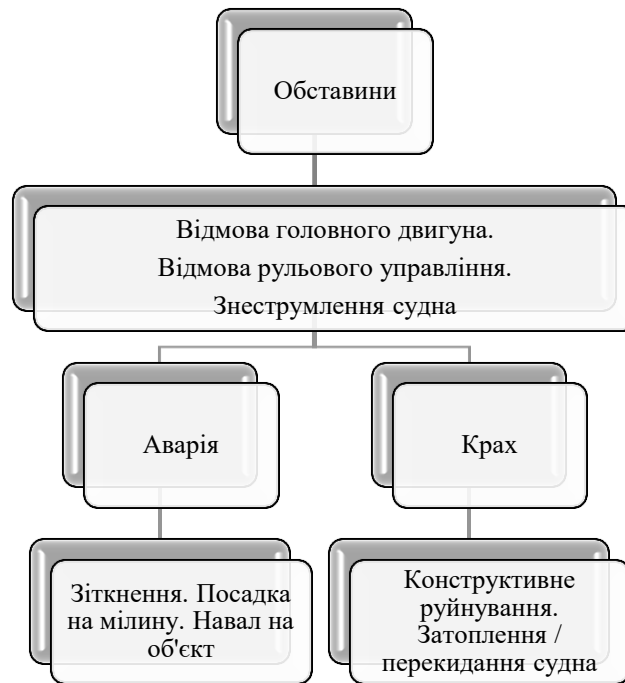 Обставини
Відмова головного двигуна.
Відмова рульового управління.
Знеструмлення судна
Аварія
Крах
Зіткнення. Посадка
на мілину. Навал на
об'єкт
Конструктивне
руйнування.
Затоплення /
перекидання судна